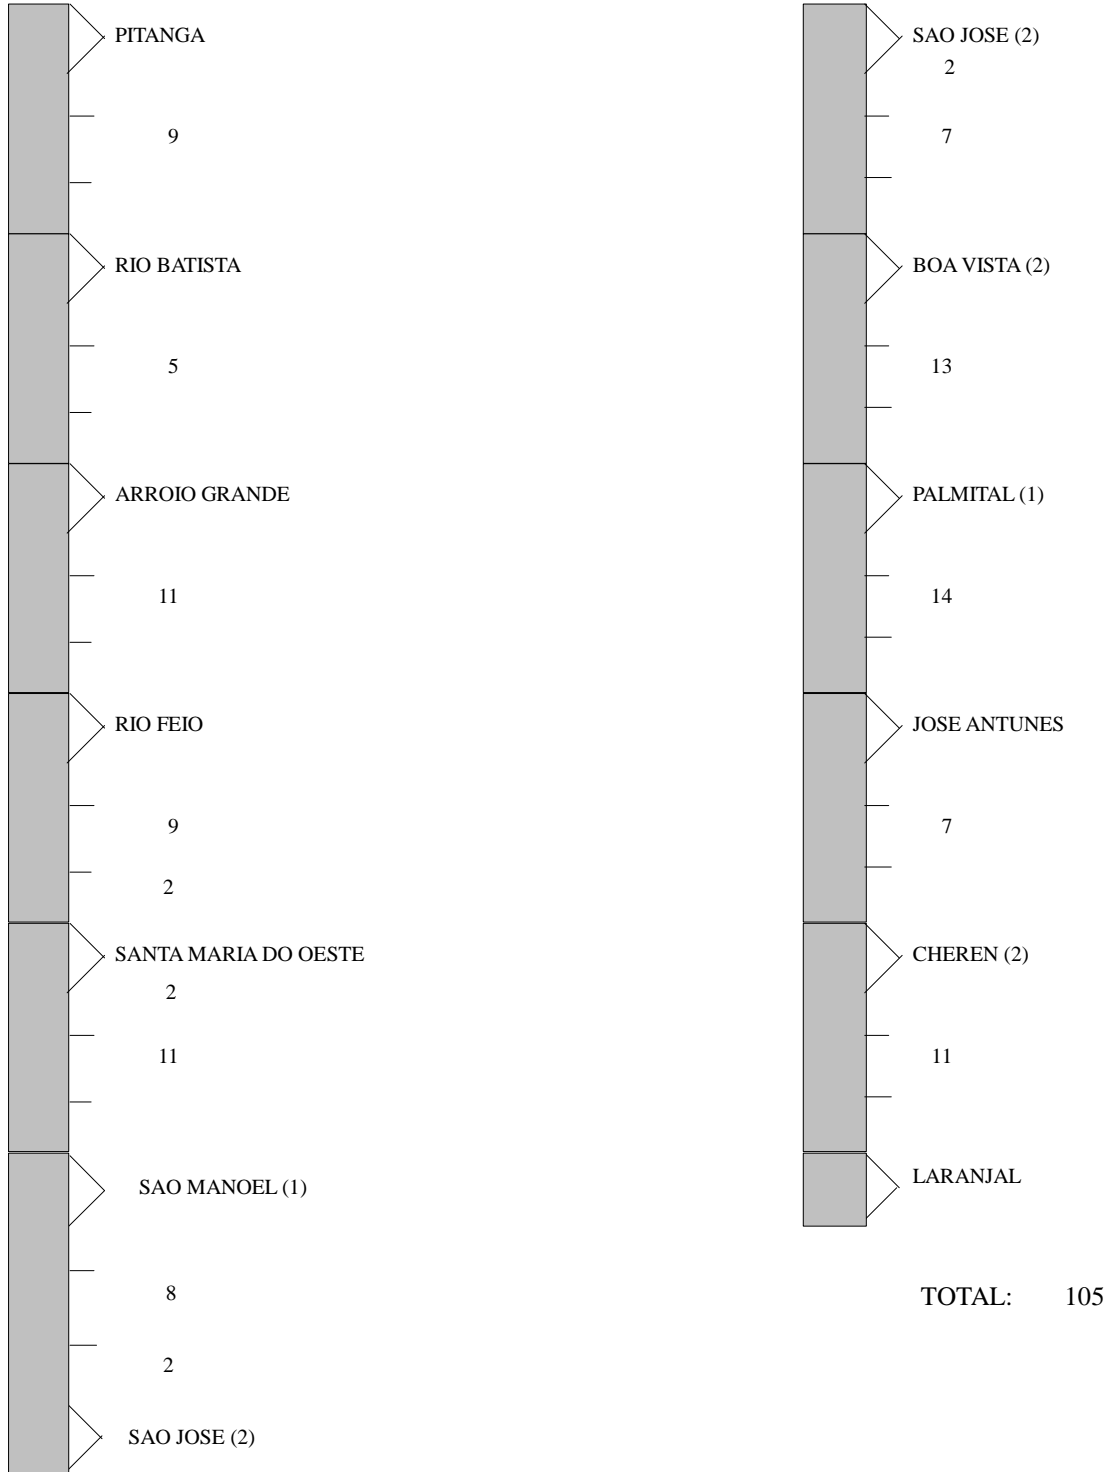 PITANGA
9
RIO BATISTA
5
ARROIO GRANDE
11
RIO FEIO
9
2
SANTA MARIA DO OESTE
2
11
SAO MANOEL (1)
8
2
SAO JOSE (2)
SAO JOSE (2)
2
7
BOA VISTA (2)
13
PALMITAL (1)
14
JOSE ANTUNES
7
CHEREN (2)
11
LARANJAL
TOTAL: 105